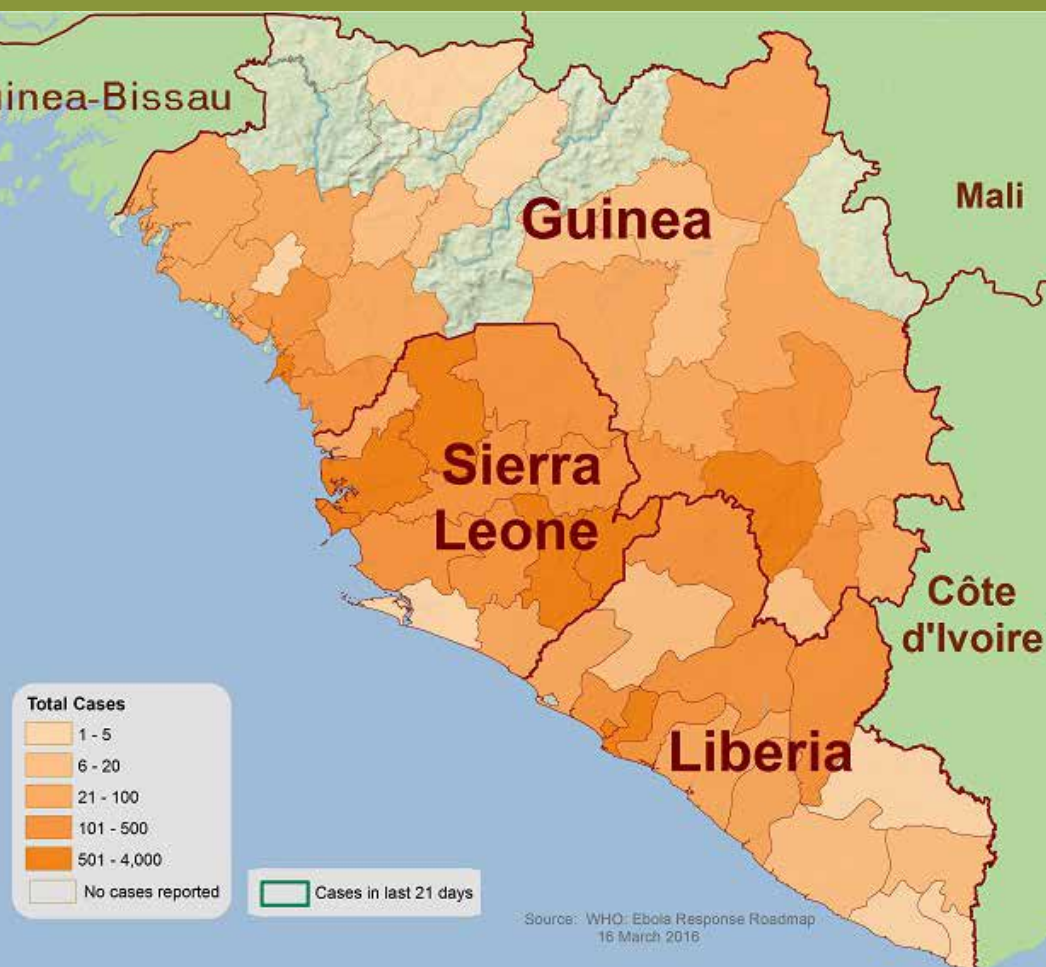 uinea-Bissau
Mali
Guinea
Sierra
Leone
Côte
d'Ivoire
Liberia
Total Cases
1 - 5
6 - 20
21 - 100
101 - 500
501 - 4,000
No cases reported
Cases in last 21 days
Source: WHO: Ebola Response Roadmap
16 March 2016